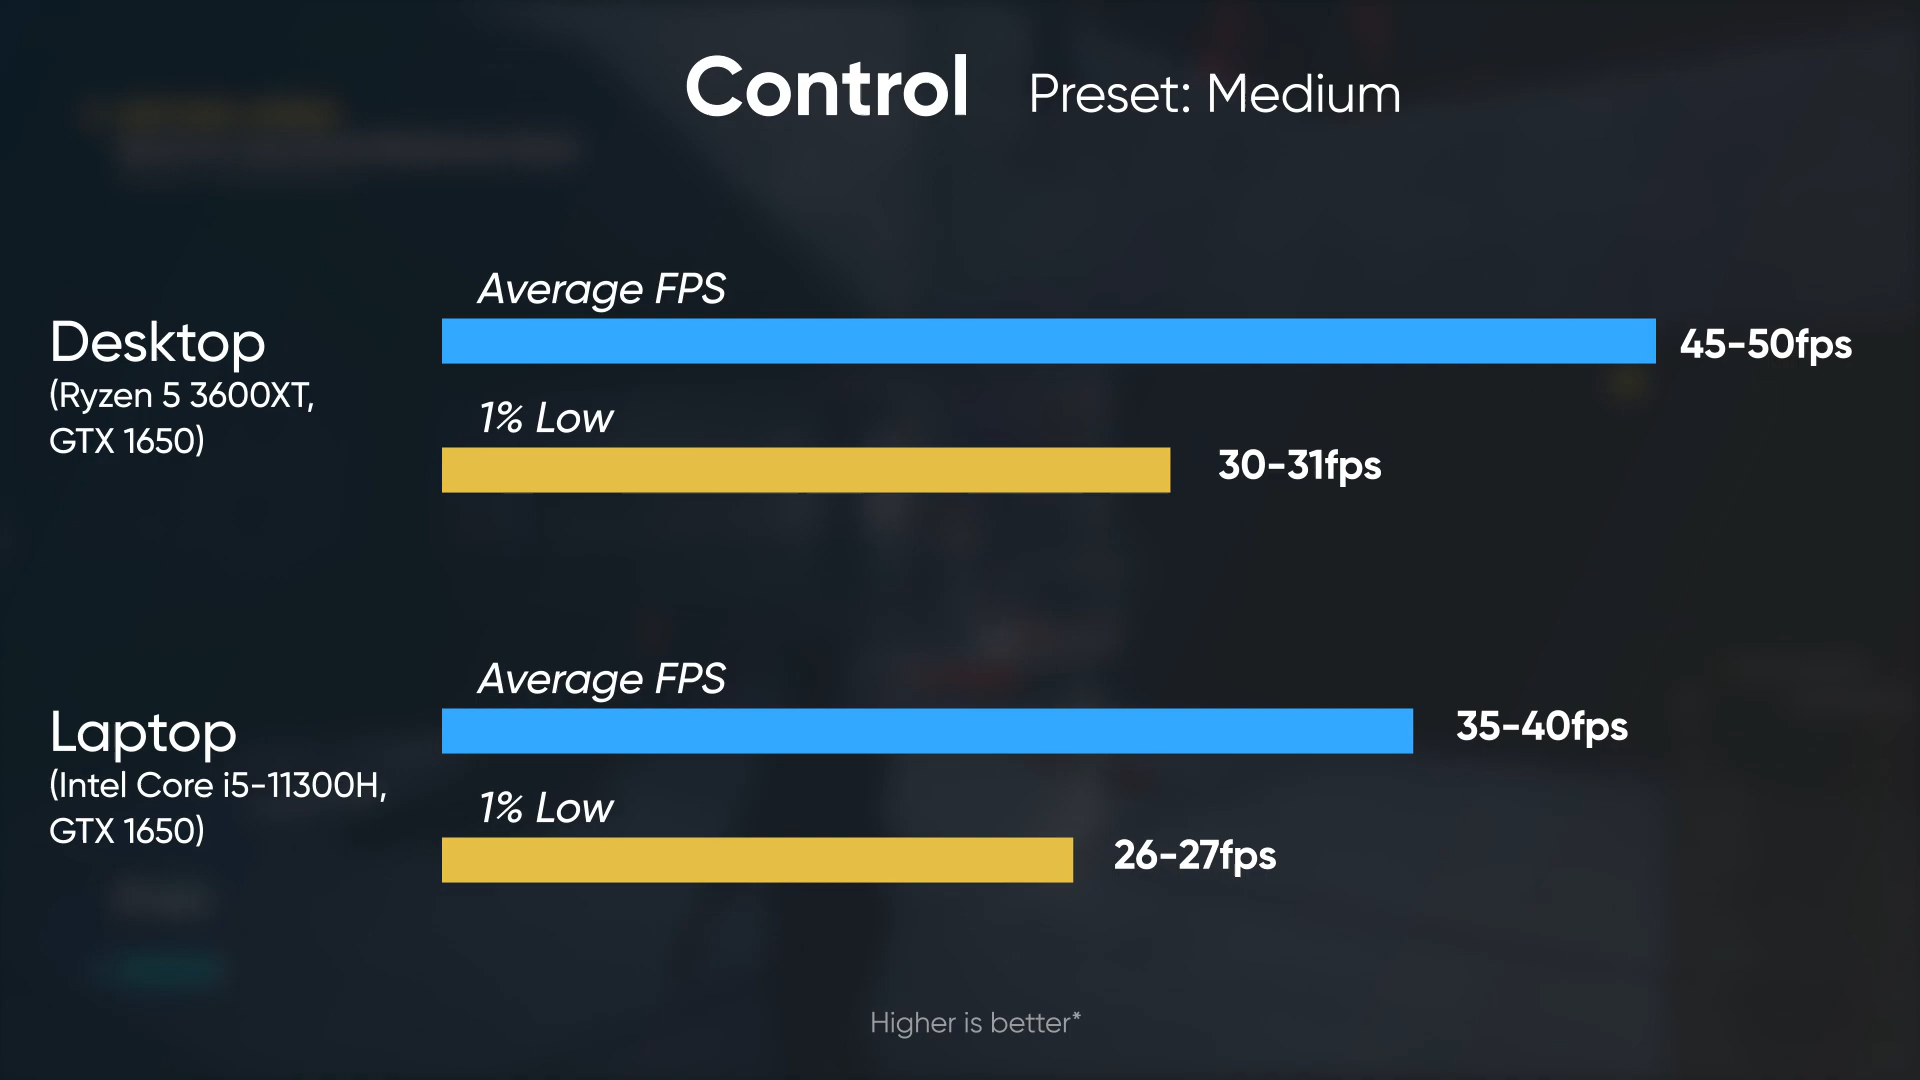 Control Preset: Medium
Average FPS
Desktop
45-50fps
(Ryzen 5 3600XT,
GTX 1650)
1% Low
30-31fps
Average FPS
Laptop
35-40fps
(Intel Core i5-11300H,
GTX 1650)
1% Low
26-27fps
Higher is better*